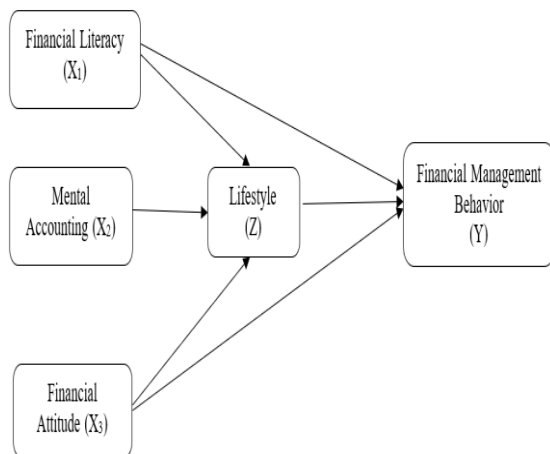 Financial Literacy
(X₁)
Mental
Accounting (X₂)
Lifestyle
(Z)
Financial Management
Behavior
(Y)
Financial
Attitude (X₃)